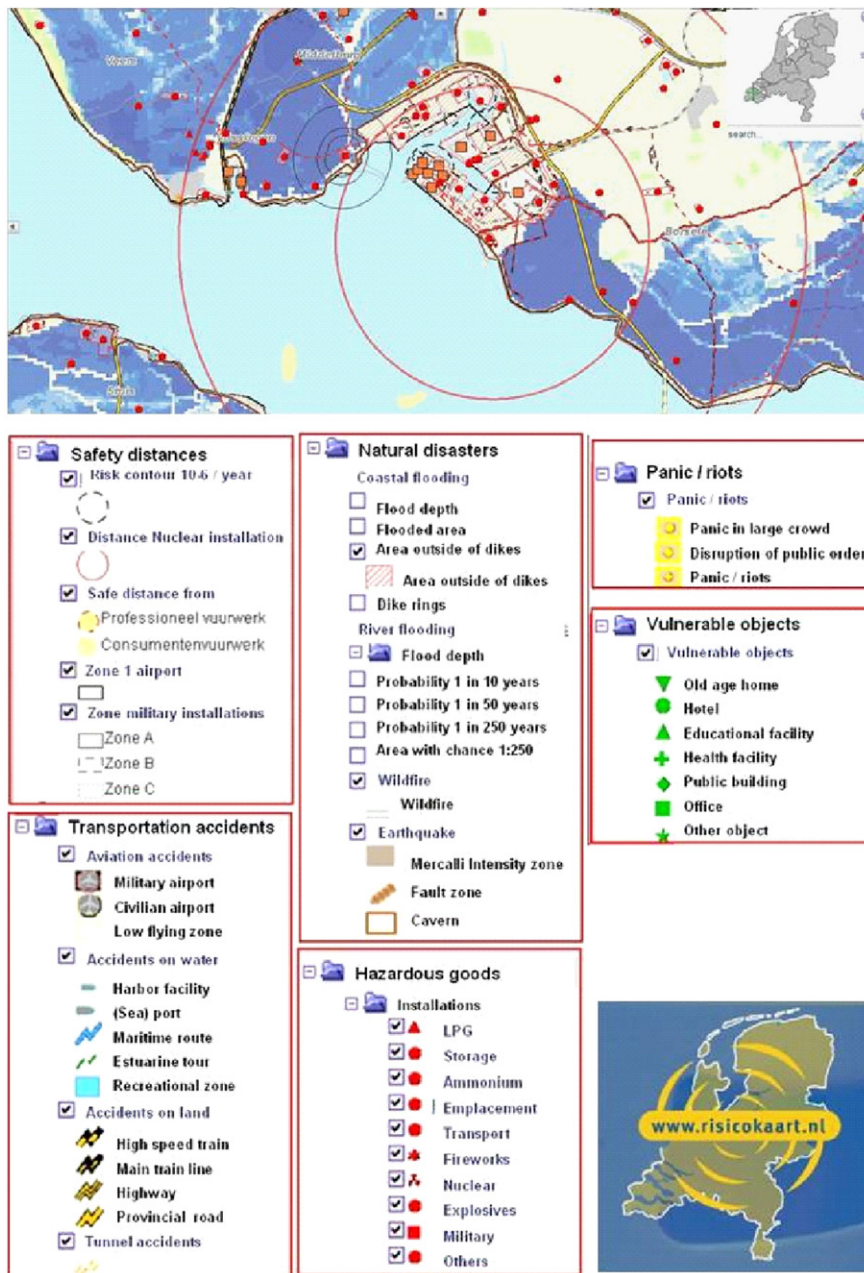 Veere
Middelburg
Vlissingen
Borsele
Sluis
search...
Safety distances
Risk contour 10-6 / year
Distance Nuclear installation
Safe distance from
Professioneel vuurwerk
Consumentenvuurwerk
Zone 1 airport
Zone military installations
Zone A
Zone B
Zone C
Transportation accidents
Aviation accidents
Military airport
Civilian airport
Low flying zone
Accidents on water
Harbor facility
(Sea) port
Maritime route
Estuarine tour
Recreational zone
Accidents on land
High speed train
Main train line
Highway
Provincial road
Tunnel accidents
Natural disasters
Coastal flooding
Flood depth
Flooded area
Area outside of dikes
Area outside of dikes
Dike rings
River flooding
Flood depth
Probability 1 in 10 years
Probability 1 in 50 years
Probability 1 in 250 years
Area with chance 1:250
Wildfire
Wildfire
Earthquake
Mercalli Intensity zone
Fault zone
Cavern
Hazardous goods
Installations
LPG
Storage
Ammonium
Emplacement
Transport
Fireworks
Nuclear
Explosives
Military
Others
Panic / riots
Panic / riots
Panic in large crowd
Disruption of public order
Panic / riots
Vulnerable objects
Vulnerable objects
Old age home
Hotel
Educational facility
Health facility
Public building
Office
Other object
www.risicokaart.nl